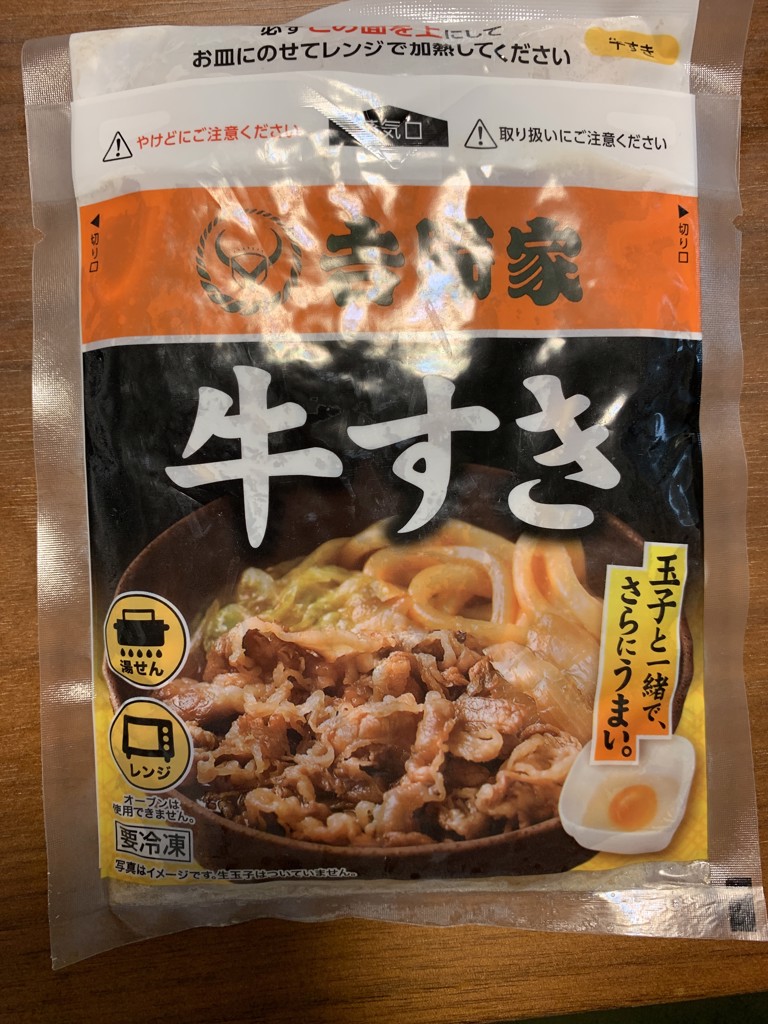 必ずこの面を上にして
お皿にのせてレンジで加熱してください
牛すき
やけどにご注意ください
蒸気口
取り扱いにご注意ください
切り口
切り口
吉野家
牛すき
玉子と一緒で、
さらにうまい。
湯せん
レンジ
オーブンは
使用できません。
要冷凍
写真はイメージです。生玉子はついていません。